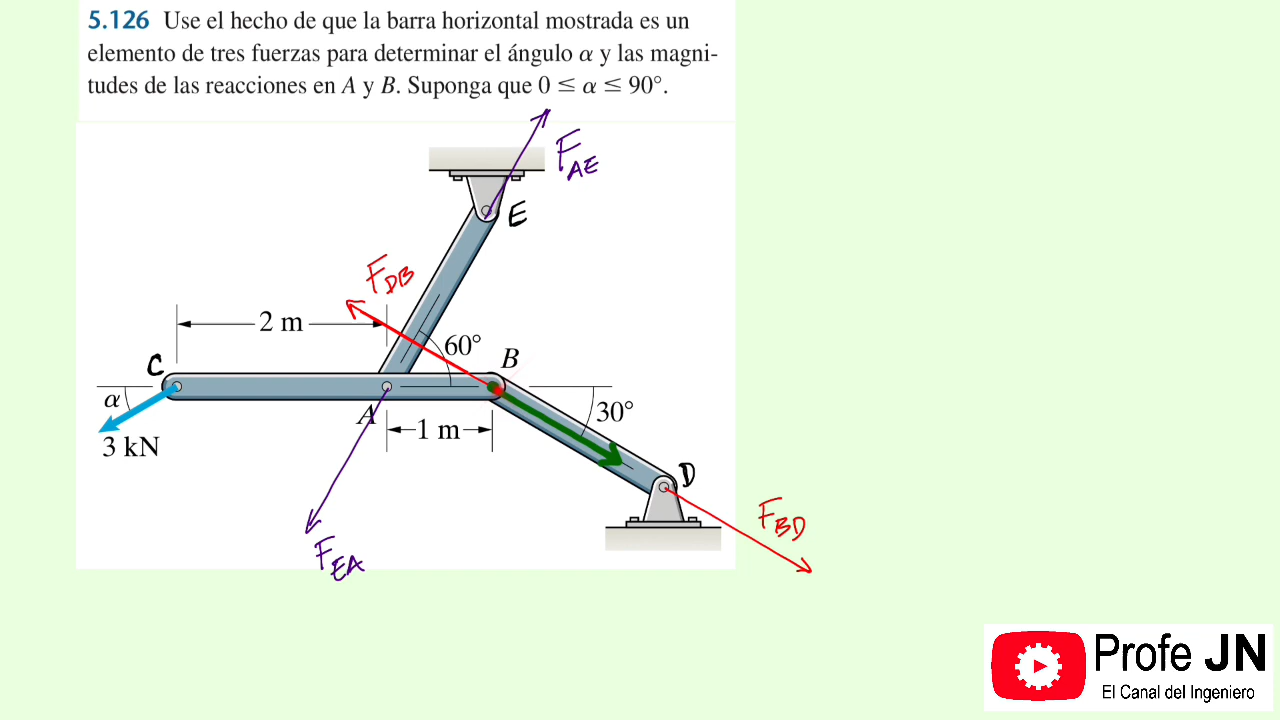 5.126 Use el hecho de que la barra horizontal mostrada es un
elemento de tres fuerzas para determinar el ángulo α y las magni-
tudes de las reacciones en A y B. Suponga que 0 ≤ α ≤ 90°.
F_AE
E
F_DB
2 m
60°
B
C
α
3 kN
A
1 m
30°
D
F_BD
F_EA
Profe JN
El Canal del Ingeniero